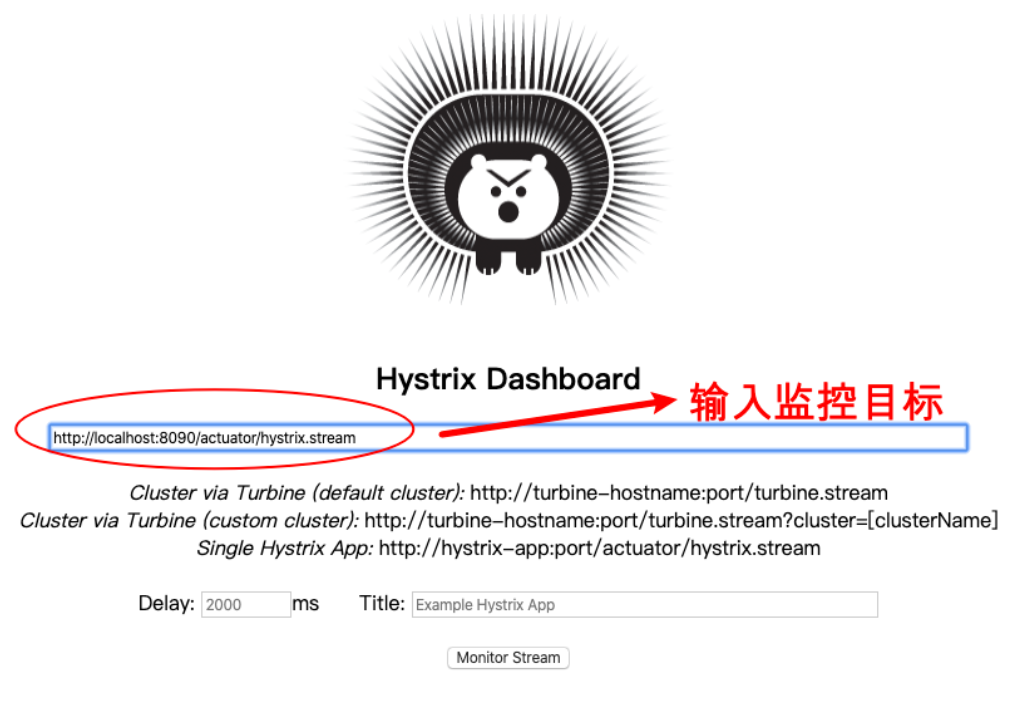 Hystrix Dashboard
输入监控目标
http://localhost:8090/actuator/hystrix.stream
Cluster via Turbine (default cluster): http://turbine-hostname:port/turbine.stream
Cluster via Turbine (custom cluster): http://turbine-hostname:port/turbine.stream?cluster=[clusterName]
Single Hystrix App: http://hystrix-app:port/actuator/hystrix.stream
Delay: 2000 ms Title: Example Hystrix App
Monitor Stream